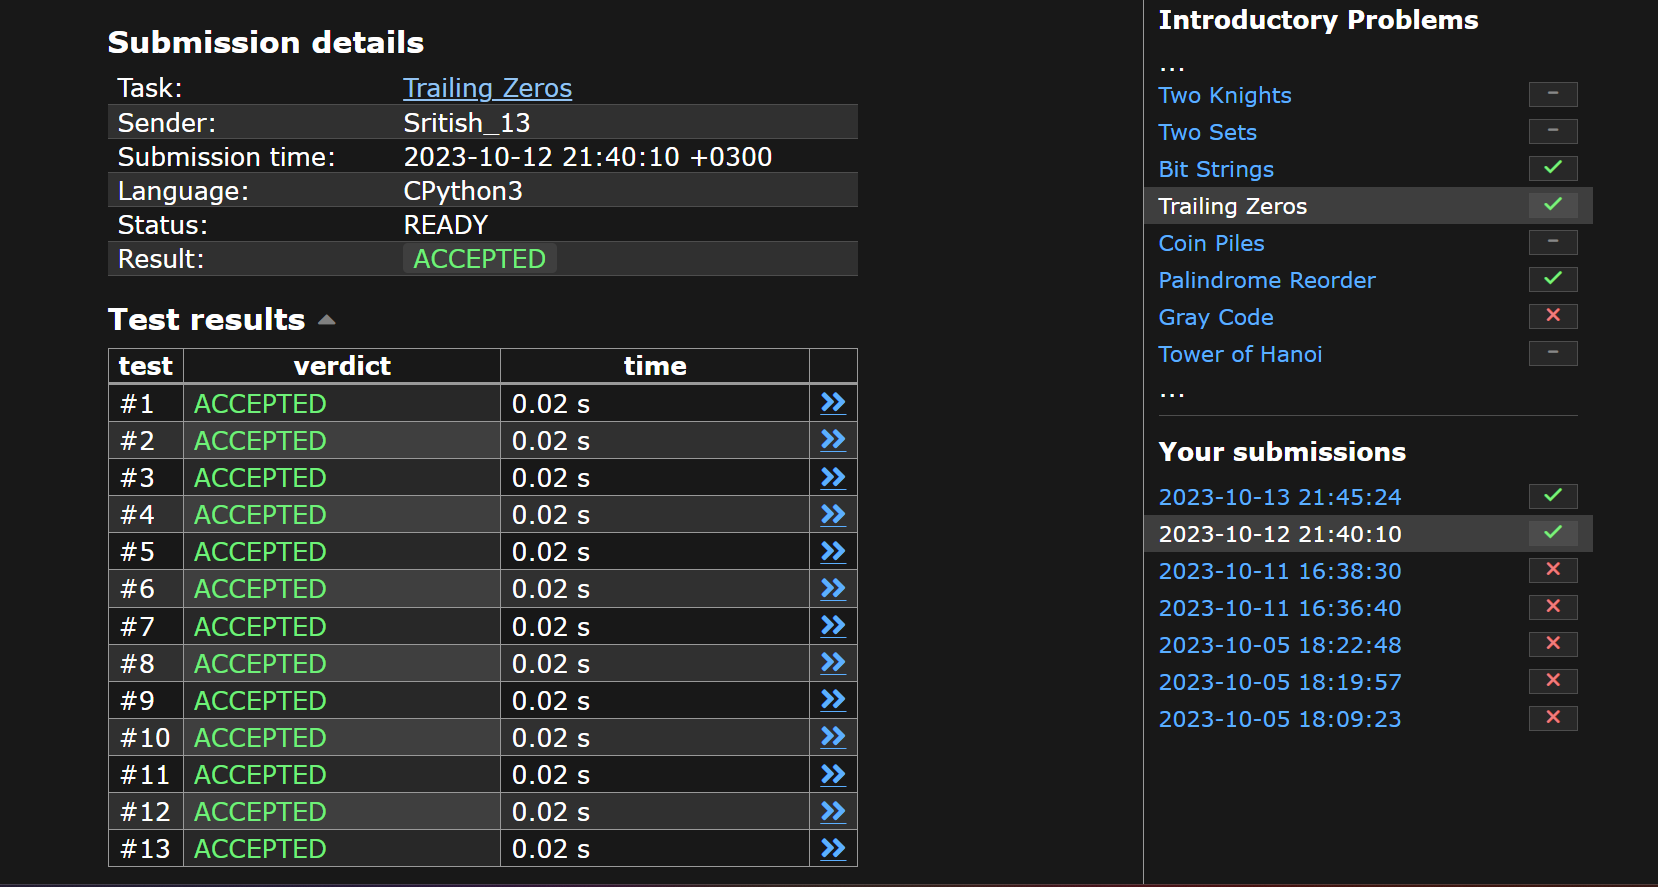 Submission details
Task: Trailing Zeros
Sender: Sritish_13
Submission time: 2023-10-12 21:40:10 +0300
Language: CPython3
Status: READY
Result: ACCEPTED
Test results
test verdict time
#1 ACCEPTED 0.02 s
#2 ACCEPTED 0.02 s
#3 ACCEPTED 0.02 s
#4 ACCEPTED 0.02 s
#5 ACCEPTED 0.02 s
#6 ACCEPTED 0.02 s
#7 ACCEPTED 0.02 s
#8 ACCEPTED 0.02 s
#9 ACCEPTED 0.02 s
#10 ACCEPTED 0.02 s
#11 ACCEPTED 0.02 s
#12 ACCEPTED 0.02 s
#13 ACCEPTED 0.02 s
Introductory Problems
...
Two Knights –
Two Sets –
Bit Strings
Trailing Zeros
Coin Piles –
Palindrome Reorder
Gray Code
Tower of Hanoi –
...
Your submissions
2023-10-13 21:45:24
2023-10-12 21:40:10
2023-10-11 16:38:30
2023-10-11 16:36:40
2023-10-05 18:22:48
2023-10-05 18:19:57
2023-10-05 18:09:23